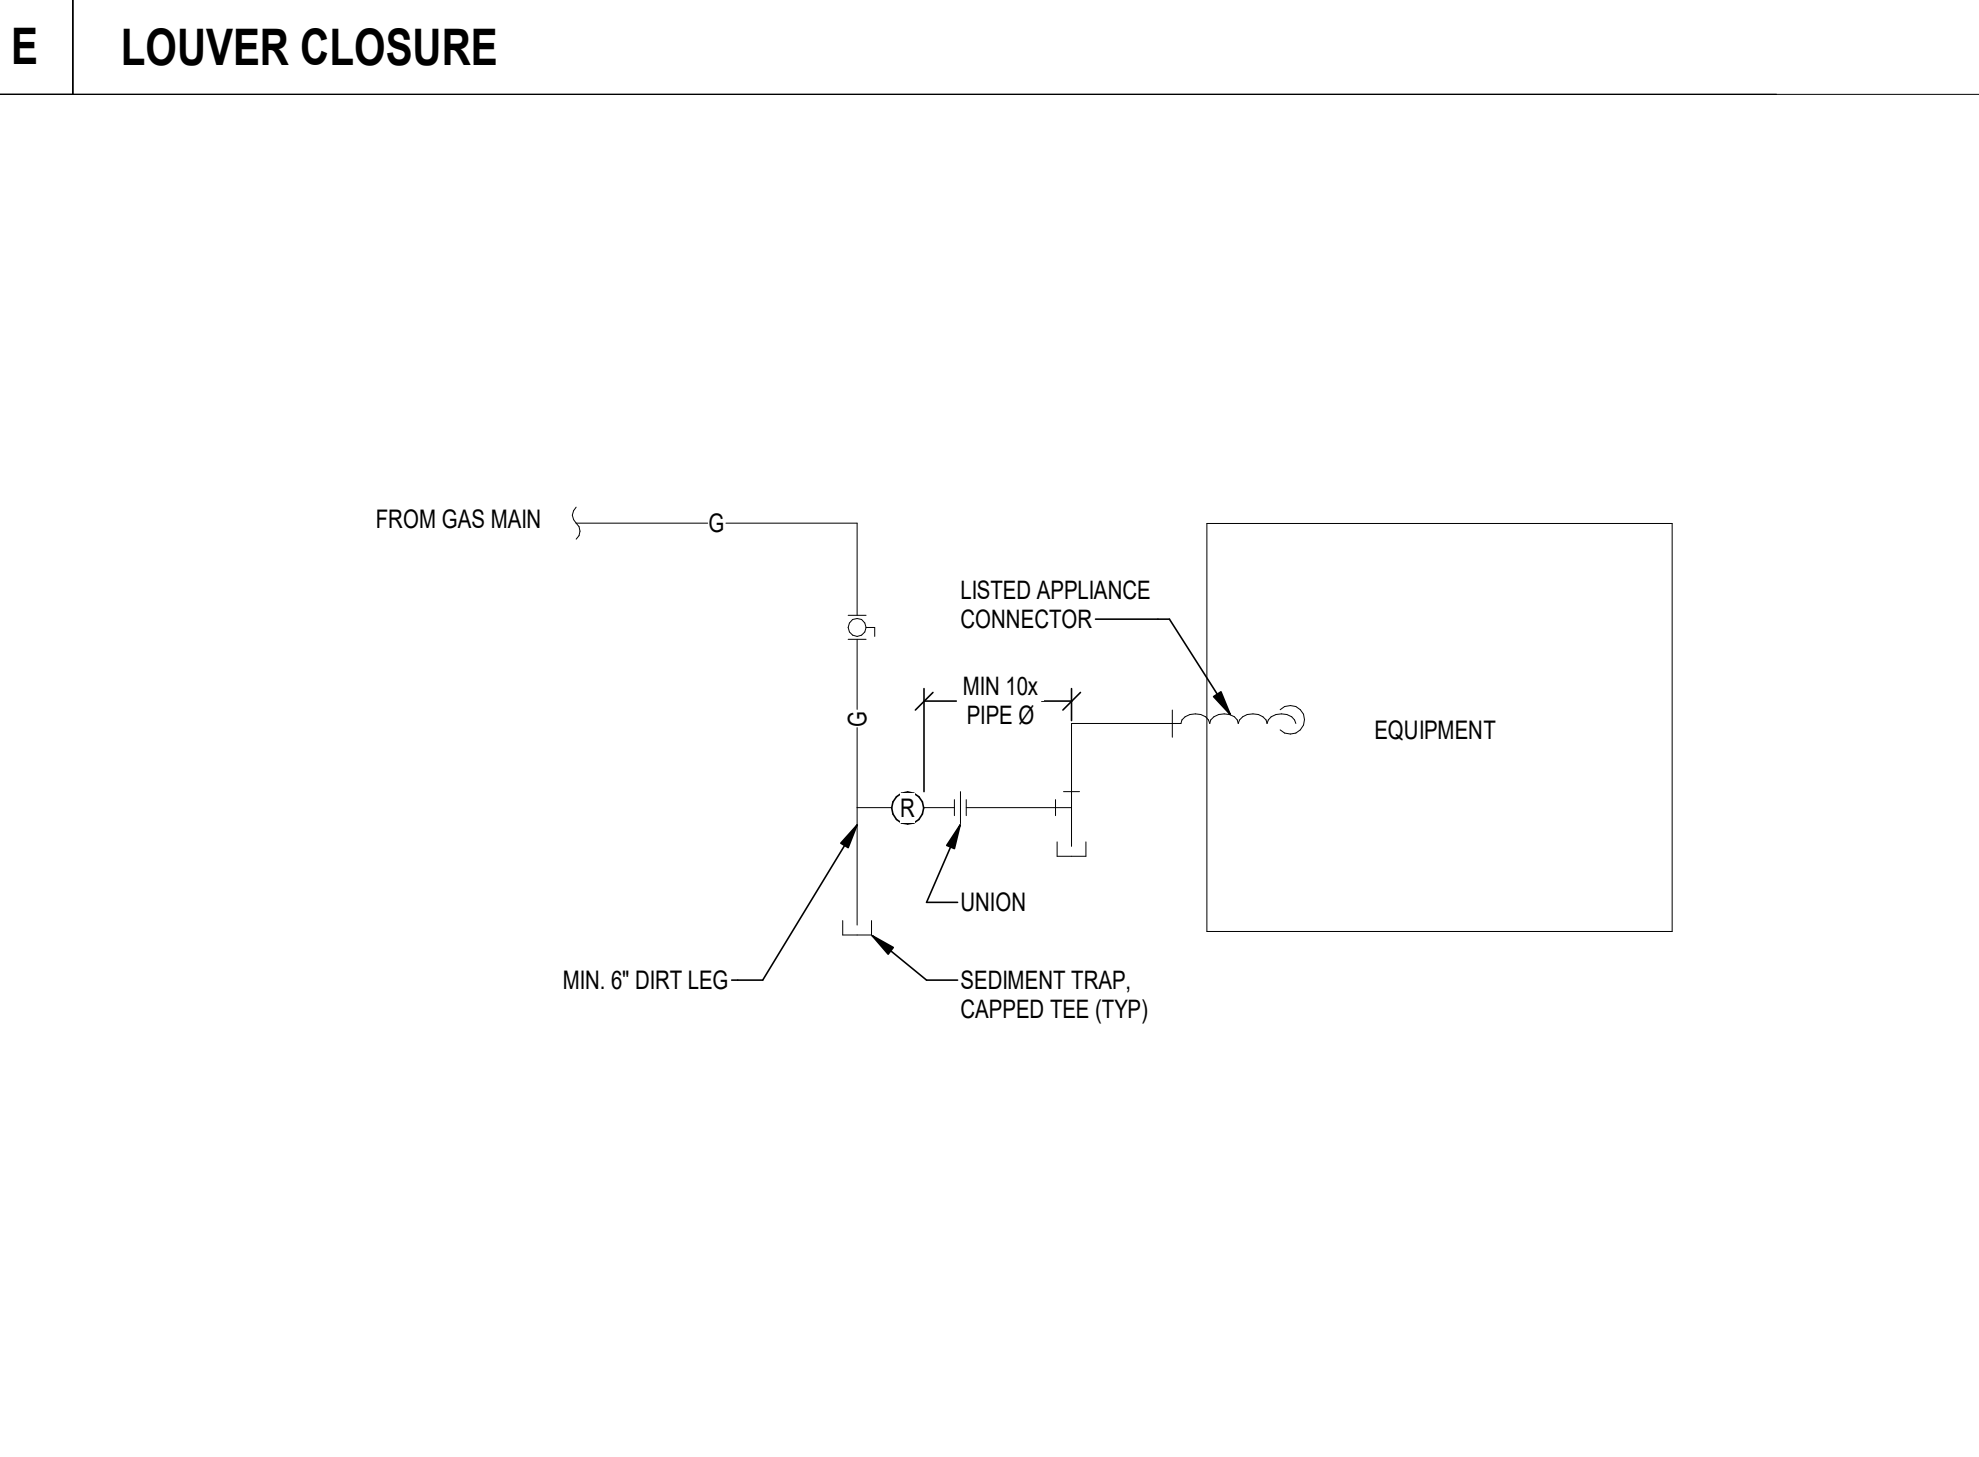 E
LOUVER CLOSURE
FROM GAS MAIN
G
LISTED APPLIANCE
CONNECTOR
MIN 10x
PIPE Ø
G
EQUIPMENT
R
UNION
MIN. 6" DIRT LEG
SEDIMENT TRAP,
CAPPED TEE (TYP)